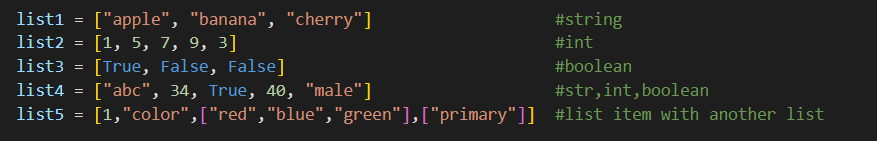 list1 = ["apple", "banana", "cherry"] #string
list2 = [1, 5, 7, 9, 3] #int
list3 = [True, False, False] #boolean
list4 = ["abc", 34, True, 40, "male"] #str,int,boolean
list5 = [1,"color",["red","blue","green"],["primary"]] #list item with another list